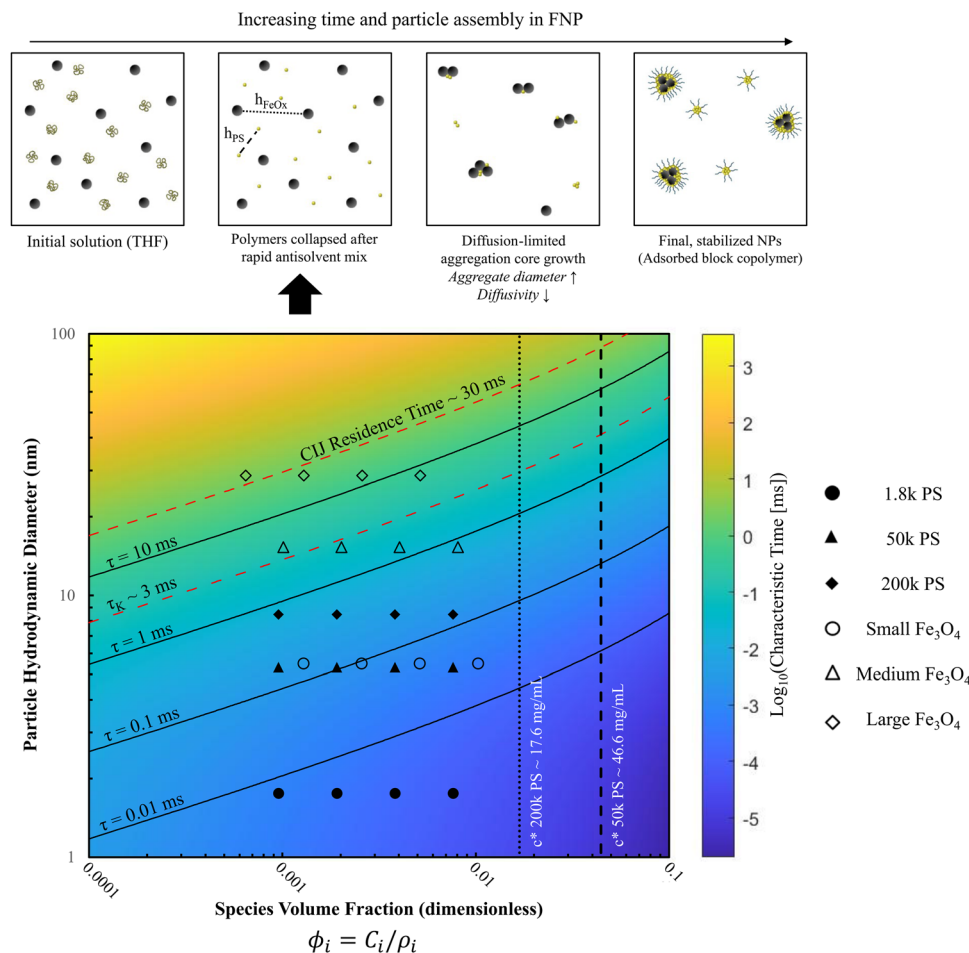 Increasing time and particle assembly in FNP
h_FeOx
h_PS
Initial solution (THF)
Polymers collapsed after
rapid antisolvent mix
Diffusion-limited
aggregation core growth
Aggregate diameter ↑
Diffusivity ↓
Final, stabilized NPs
(Adsorbed block copolymer)
100
10
1
Particle Hydrodynamic Diameter (nm)
CIJ Residence Time ~ 30 ms
τ = 10 ms
τ_K ~ 3 ms
τ = 1 ms
τ = 0.1 ms
τ = 0.01 ms
c* 200k PS ~ 17.6 mg/mL
c* 50k PS ~ 46.6 mg/mL
0.0001
0.001
0.01
0.1
Species Volume Fraction (dimensionless)
ϕ_i = C_i/ρ_i
3
2
1
0
-1
-2
-3
-4
-5
Log₁₀(Characteristic Time [ms])
1.8k PS
50k PS
200k PS
Small Fe₃O₄
Medium Fe₃O₄
Large Fe₃O₄